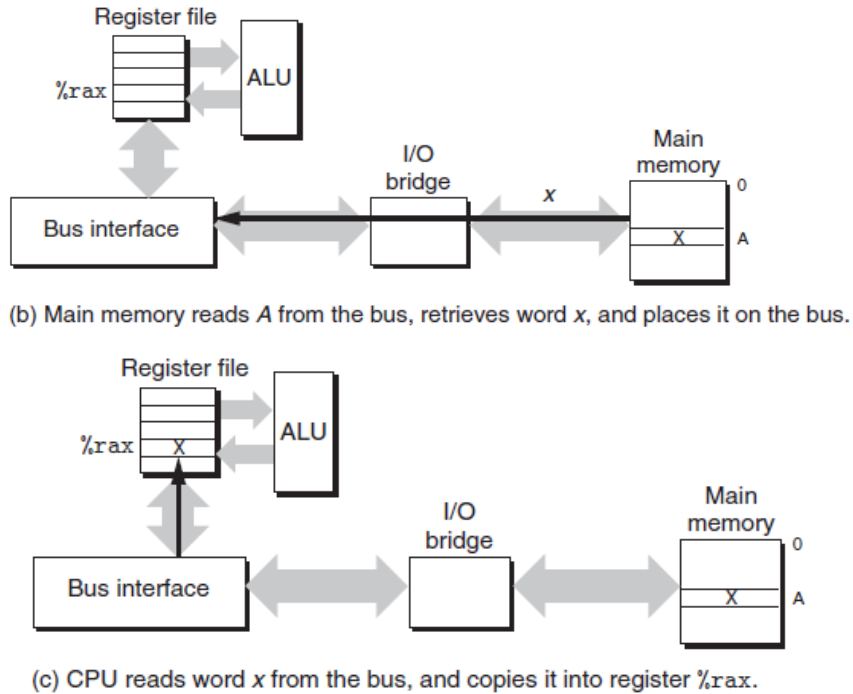 Register file
%rax
ALU
I/O
bridge
Main
memory
0
x
Bus interface
X
A
(b) Main memory reads A from the bus, retrieves word x, and places it on the bus.
Register file
%rax
X
ALU
I/O
bridge
Main
memory
0
Bus interface
X
A
(c) CPU reads word x from the bus, and copies it into register %rax.